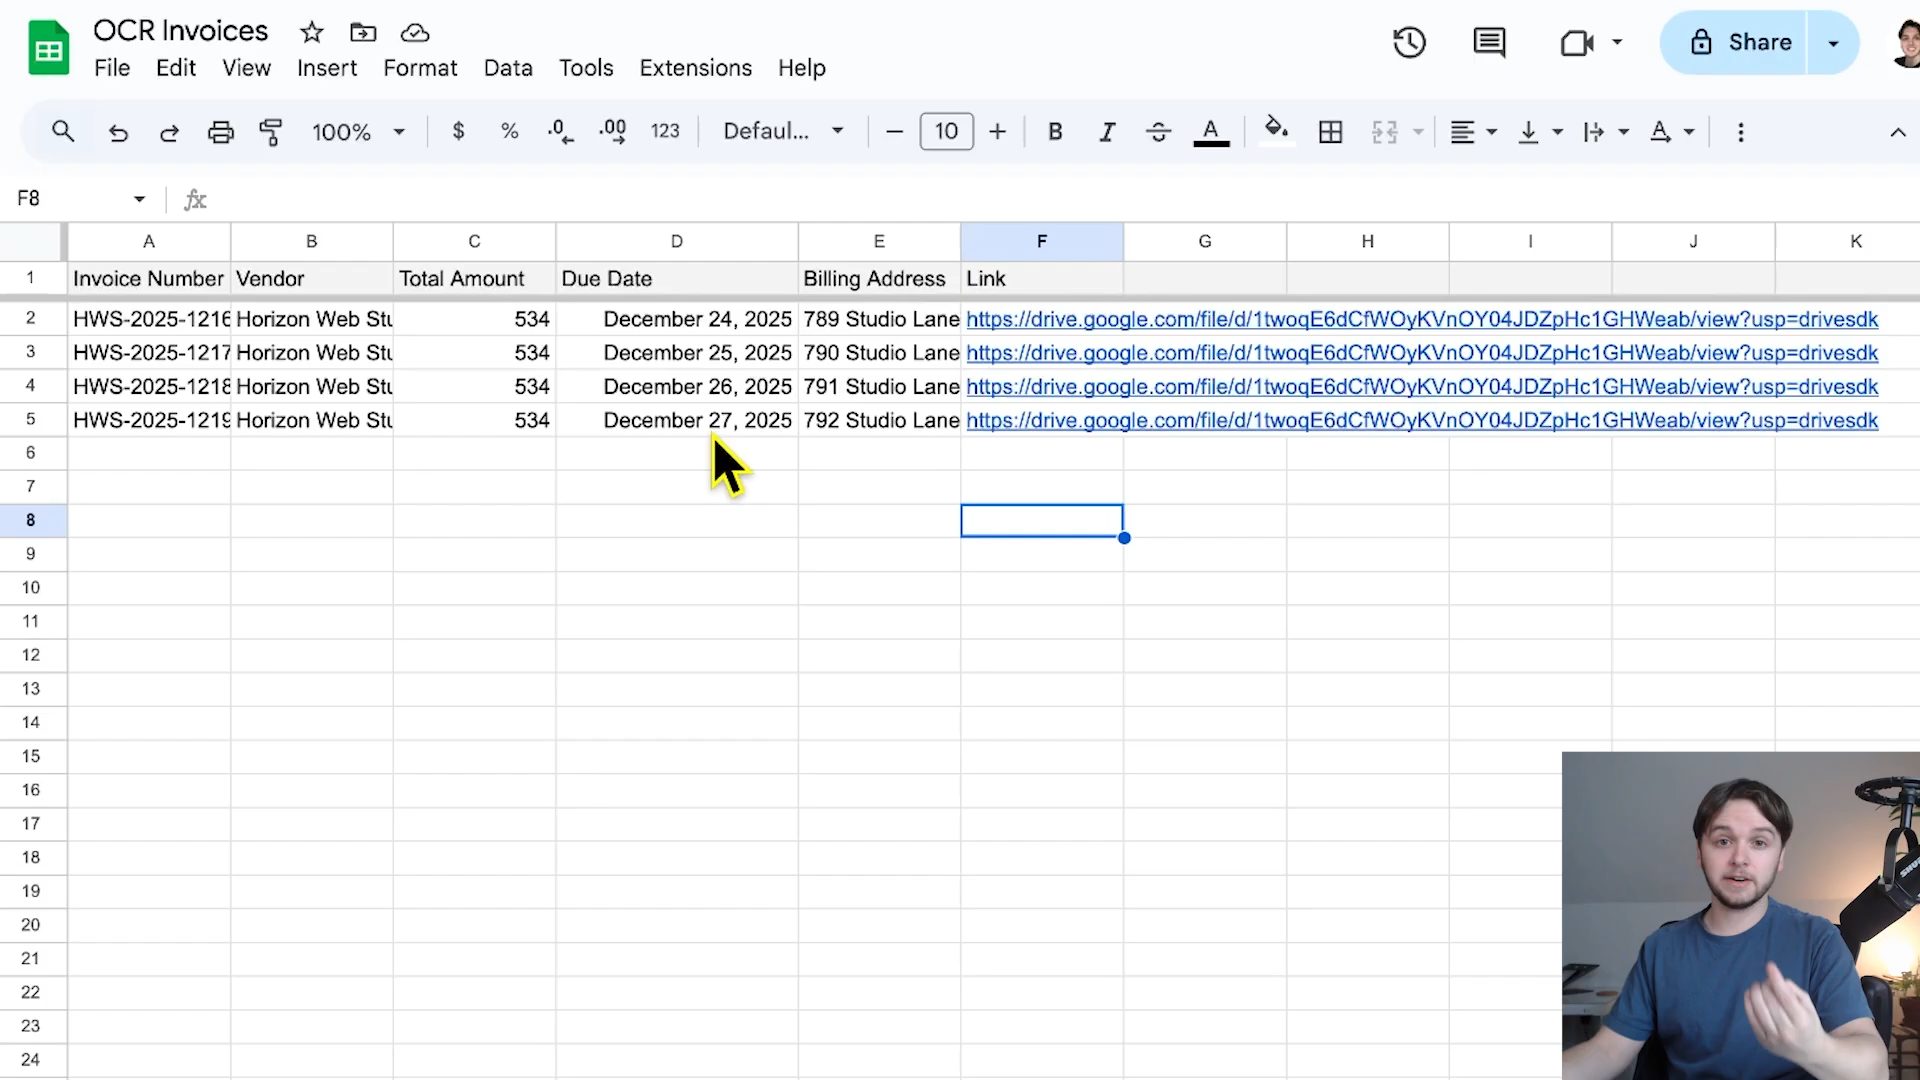 OCR Invoices
Share
File Edit View Insert Format Data Tools Extensions Help
100% $ % .0 .00 123 Defaul... 10 B I S A A
F8 fx
A B C D E F G H I J K
1 Invoice Number Vendor Total Amount Due Date Billing Address Link
2 HWS-2025-1216 Horizon Web Stu 534 December 24, 2025 789 Studio Lane https://drive.google.com/file/d/1twoqE6dCfWOyKVnOY04JDZpHc1GHWeab/view?usp=drivesdk
3 HWS-2025-1217 Horizon Web Stu 534 December 25, 2025 790 Studio Lane https://drive.google.com/file/d/1twoqE6dCfWOyKVnOY04JDZpHc1GHWeab/view?usp=drivesdk
4 HWS-2025-1218 Horizon Web Stu 534 December 26, 2025 791 Studio Lane https://drive.google.com/file/d/1twoqE6dCfWOyKVnOY04JDZpHc1GHWeab/view?usp=drivesdk
5 HWS-2025-1219 Horizon Web Stu 534 December 27, 2025 792 Studio Lane https://drive.google.com/file/d/1twoqE6dCfWOyKVnOY04JDZpHc1GHWeab/view?usp=drivesdk
6
7
8
9
10
11
12
13
14
15
16
17
18
19
20
21
22
23
24